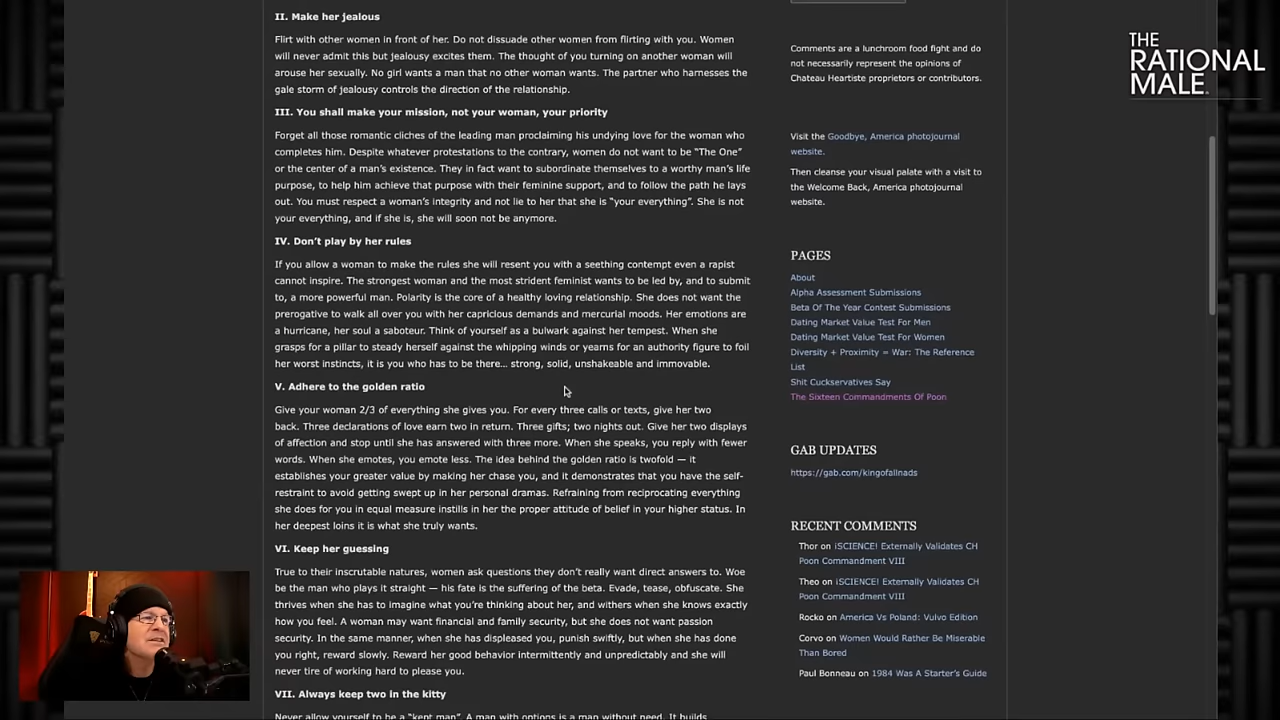 II. Make her jealous
Flirt with other women in front of her. Do not dissuade other women from flirting with you. Women
will never admit this but jealousy excites them. The thought of you turning on another woman will
arouse her sexually. No girl wants a man that no other woman wants. The partner who harnesses the
gale storm of jealousy controls the direction of the relationship.
III. You shall make your mission, not your woman, your priority
Forget all those romantic cliches of the leading man proclaiming his undying love for the woman who
completes him. Despite whatever protestations to the contrary, women do not want to be “The One”
or the center of a man’s existence. They in fact want to subordinate themselves to a worthy man’s life
purpose, to help him achieve that purpose with their feminine support, and to follow the path he lays
out. You must respect a woman’s integrity and not lie to her that she is “your everything”. She is not
your everything, and if she is, she will soon not be anymore.
IV. Don’t play by her rules
If you allow a woman to make the rules she will resent you with a seething contempt even a rapist
cannot inspire. The strongest woman and the most strident feminist wants to be led by, and to submit
to, a more powerful man. Polarity is the core of a healthy loving relationship. She does not want the
prerogative to walk all over you with her capricious demands and mercurial moods. Her emotions are
a hurricane, her soul a saboteur. Think of yourself as a bulwark against her tempest. When she
grasps for a pillar to steady herself against the whipping winds or yearns for an authority figure to foil
her worst instincts, it is you who has to be there… strong, solid, unshakeable and immovable.
V. Adhere to the golden ratio
Give your woman 2/3 of everything she gives you. For every three calls or texts, give her two
back. Three declarations of love earn two in return. Three gifts; two nights out. Give her two displays
of affection and stop until she has answered with three more. When she speaks, you reply with fewer
words. When she emotes, you emote less. The idea behind the golden ratio is twofold — it
establishes your greater value by making her chase you, and it demonstrates that you have the self-
restraint to avoid getting swept up in her personal dramas. Refraining from reciprocating everything
she does for you in equal measure instills in her the proper attitude of belief in your higher status. In
her deepest loins it is what she truly wants.
VI. Keep her guessing
True to their inscrutable natures, women ask questions they don’t really want direct answers to. Woe
be the man who plays it straight — his fate is the suffering of the beta. Evade, tease, obfuscate. She
thrives when she has to imagine what you’re thinking about her, and withers when she knows exactly
how you feel. A woman may want financial and family security, but she does not want passion
security. In the same manner, when she has displeased you, punish swiftly, but when she has done
you right, reward slowly. Reward her good behavior intermittently and unpredictably and she will
never tire of working hard to please you.
VII. Always keep two in the kitty
Never allow yourself to be a “kept man”. A man with options is a man without need. It builds
Comments are a lunchroom food fight and do
not necessarily represent the opinions of
Chateau Heartiste proprietors or contributors.
Visit the Goodbye, America photojournal
website.
Then cleanse your visual palate with a visit
to the Welcome Back, America photojournal
website.
PAGES
About
Alpha Assessment Submissions
Beta Of The Year Contest Submissions
Dating Market Value Test For Men
Dating Market Value Test For Women
Diversity + Proximity = War: The Reference
List
Shit Cuckservatives Say
The Sixteen Commandments Of Poon
GAB UPDATES
https://gab.com/kingofallnads
RECENT COMMENTS
Thor on iSCIENCE! Externally Validates CH
Poon Commandment VIII
Theo on iSCIENCE! Externally Validates CH
Poon Commandment VIII
Rocko on America Vs Poland: Vulvo Edition
Corvo on Women Would Rather Be Miserable
Than Bored
Paul Bonneau on 1984 Was A Starter’s Guide
THE
RATIONAL
MALE